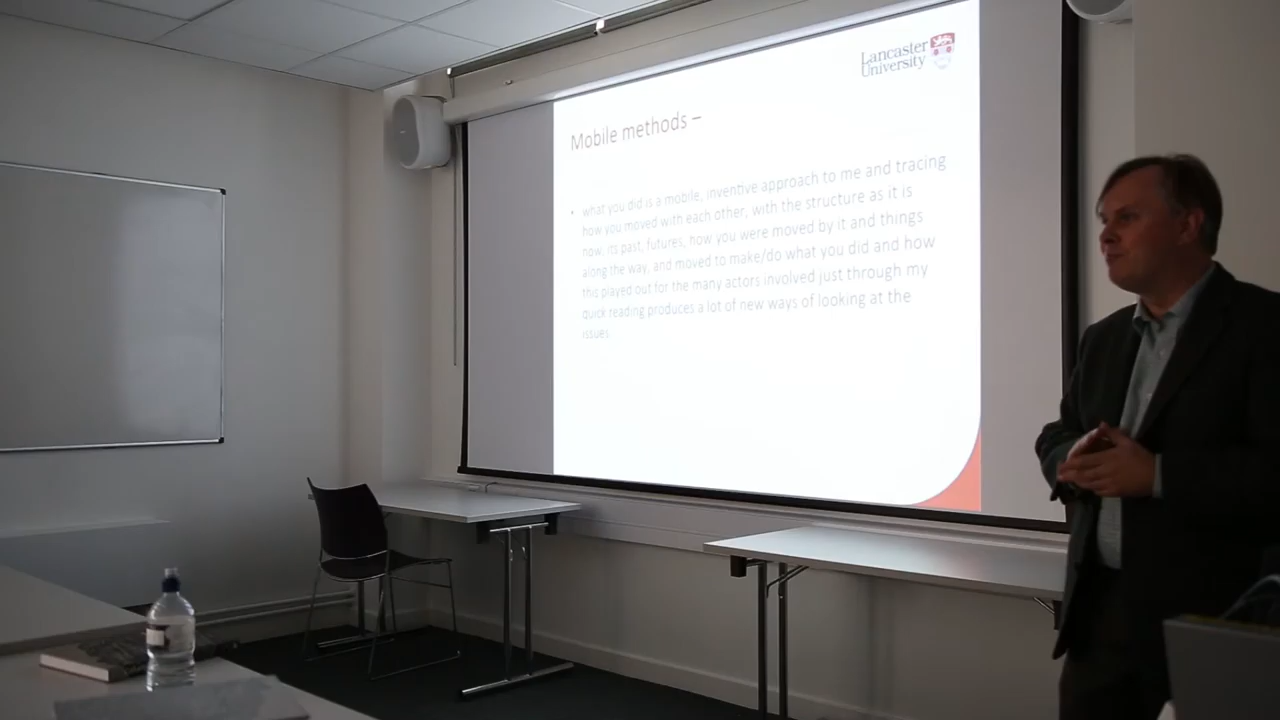 Lancaster
University
Mobile methods –
• what you did is a mobile, inventive approach to me and tracing
how you moved with each other, with the structure as it is
now, its past, futures, how you were moved by it and things
along the way, and moved to make/do what you did and how
this played out for the many actors involved just through my
quick reading produces a lot of new ways of looking at the
issues